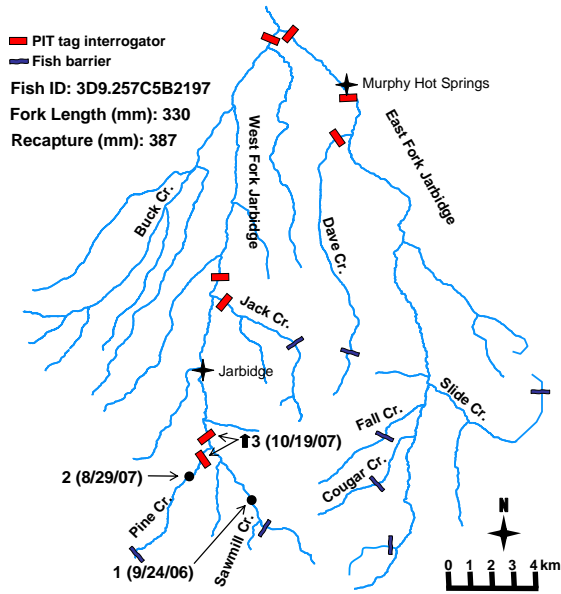 PIT tag interrogator
Fish barrier
Fish ID: 3D9.257C5B2197
Fork Length (mm): 330
Recapture (mm): 387
Murphy Hot Springs
West Fork Jarbidge
East Fork Jarbidge
Buck Cr.
Dave Cr.
Jack Cr.
Jarbidge
Slide Cr.
Fall Cr.
Cougar Cr.
3 (10/19/07)
2 (8/29/07)
Pine Cr.
Sawmill Cr.
1 (9/24/06)
N
0 1 2 3 4 km